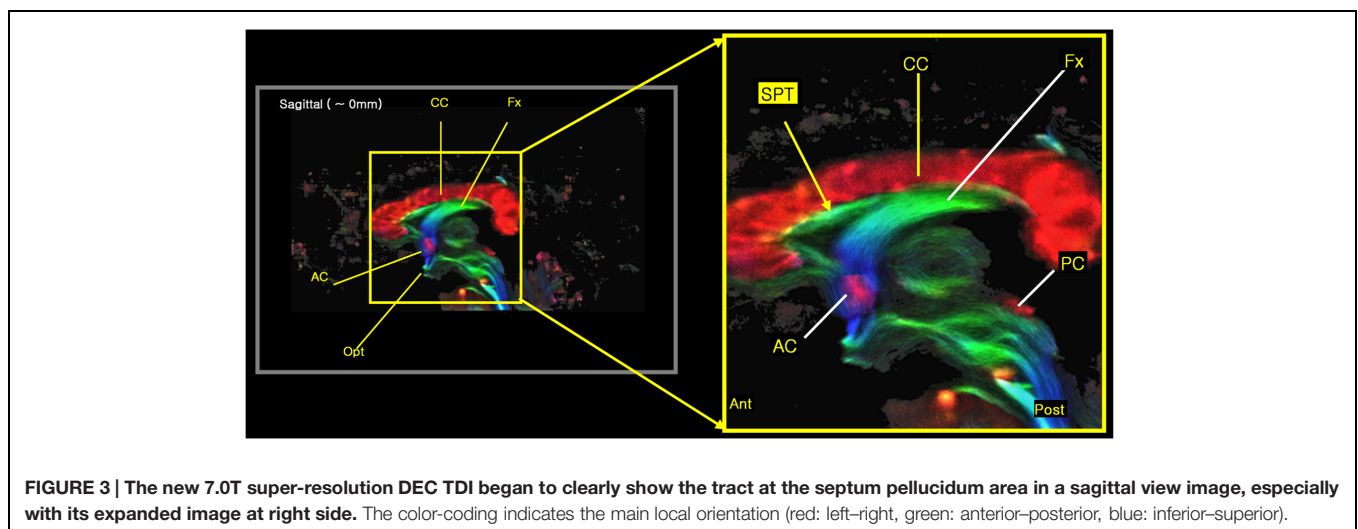 Sagittal ( ~ 0mm)
CC
Fx
AC
Opt
SPT
CC
Fx
PC
AC
Ant
Post
FIGURE 3 | The new 7.0T super-resolution DEC TDI began to clearly show the tract at the septum pellucidum area in a sagittal view image, especially
with its expanded image at right side. The color-coding indicates the main local orientation (red: left–right, green: anterior–posterior, blue: inferior–superior).